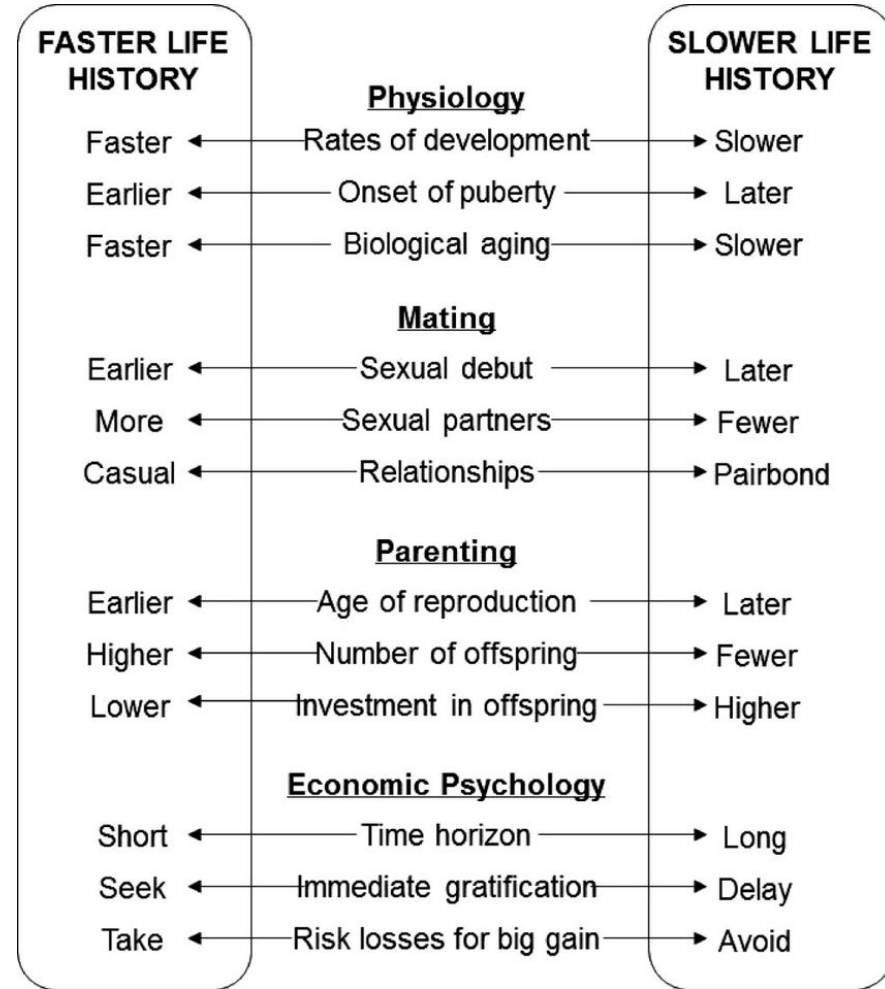 FASTER LIFE HISTORY
SLOWER LIFE HISTORY
Physiology
Faster Rates of development Slower
Earlier Onset of puberty Later
Faster Biological aging Slower
Mating
Earlier Sexual debut Later
More Sexual partners Fewer
Casual Relationships Pairbond
Parenting
Earlier Age of reproduction Later
Higher Number of offspring Fewer
Lower Investment in offspring Higher
Economic Psychology
Short Time horizon Long
Seek Immediate gratification Delay
Take Risk losses for big gain Avoid